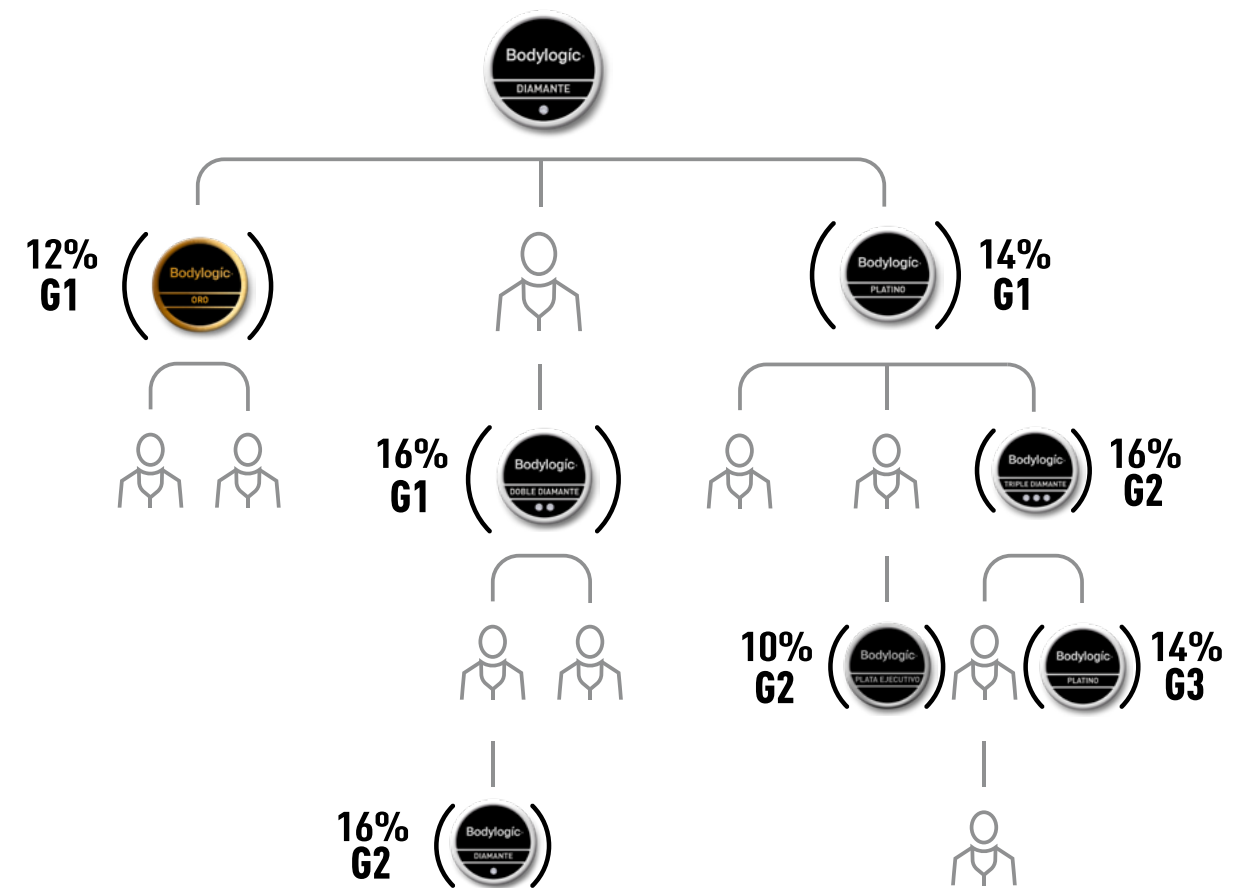 Bodylogíc
DIAMANTE
12%
G1
Bodylogíc
ORO
Bodylogíc
PLATINO
14%
G1
16%
G1
Bodylogíc
DOBLE DIAMANTE
Bodylogíc
TRIPLE DIAMANTE
16%
G2
10%
G2
Bodylogíc
PLATA EJECUTIVO
Bodylogíc
PLATINO
14%
G3
16%
G2
Bodylogíc
DIAMANTE